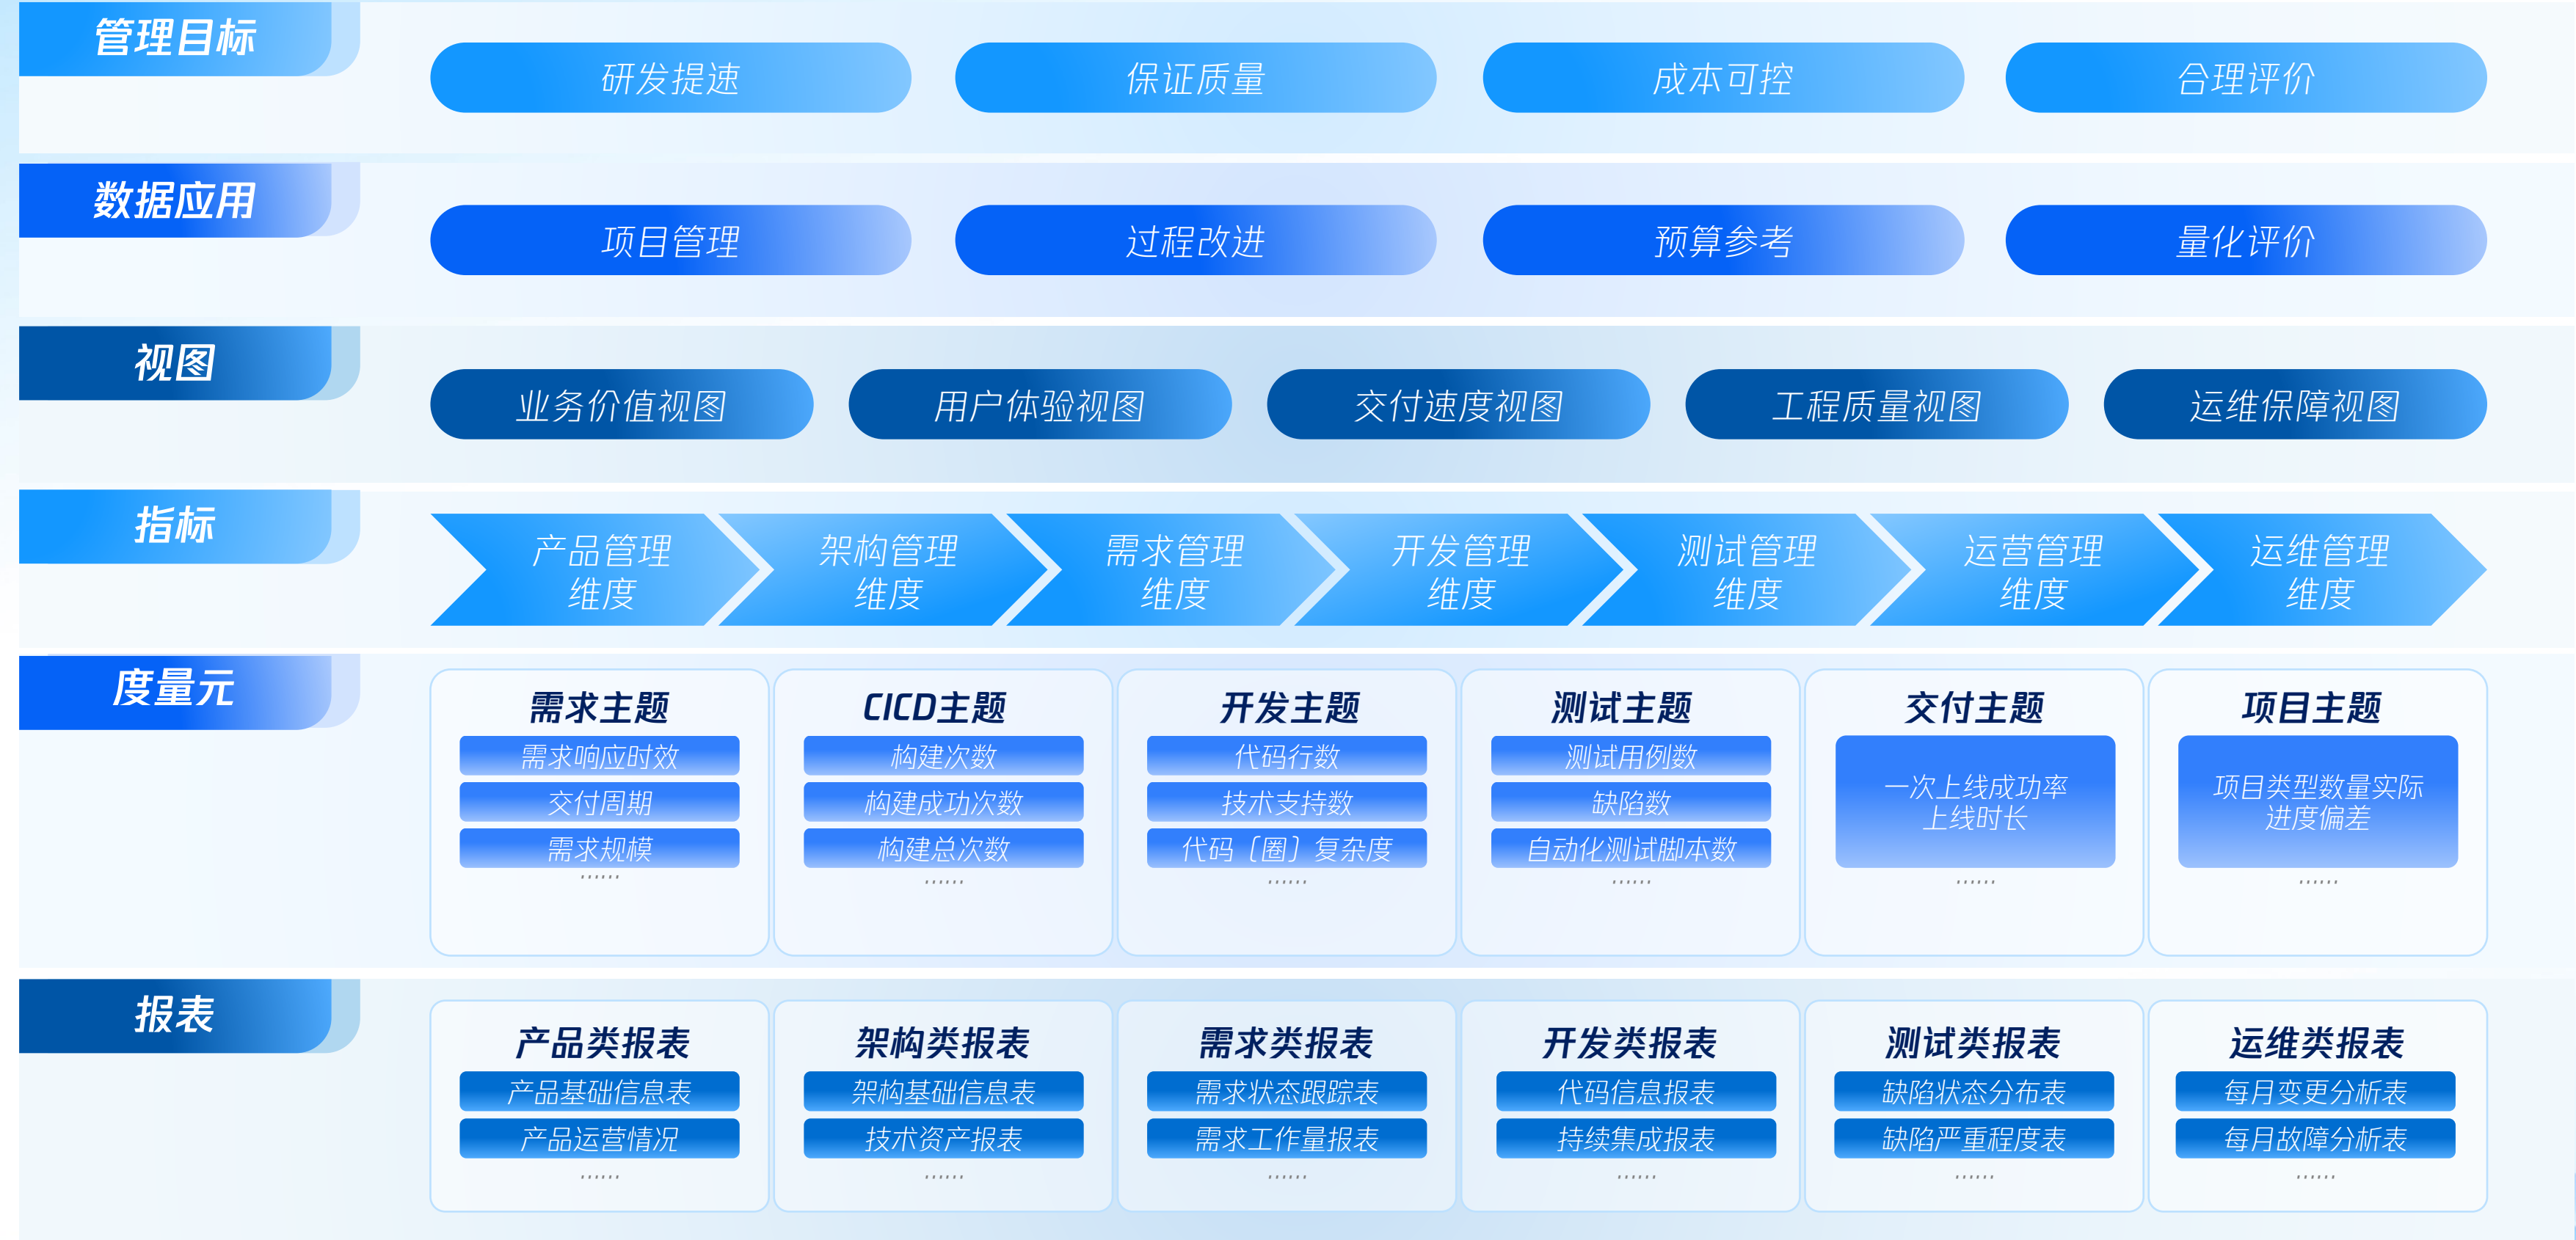 管理目标
研发提速
保证质量
成本可控
合理评价
数据应用
项目管理
过程改进
预算参考
量化评价
视图
业务价值视图
用户体验视图
交付速度视图
工程质量视图
运维保障视图
指标
产品管理
维度
架构管理
维度
需求管理
维度
开发管理
维度
测试管理
维度
运营管理
维度
运维管理
维度
度量元
需求主题
需求响应时效
交付周期
需求规模
......
CICD主题
构建次数
构建成功次数
构建总次数
......
开发主题
代码行数
技术支持数
代码（圈）复杂度
......
测试主题
测试用例数
缺陷数
自动化测试脚本数
......
交付主题
一次上线成功率
上线时长
......
项目主题
项目类型数量实际
进度偏差
......
报表
产品类报表
产品基础信息表
产品运营情况
......
架构类报表
架构基础信息表
技术资产报表
......
需求类报表
需求状态跟踪表
需求工作量报表
......
开发类报表
代码信息报表
持续集成报表
......
测试类报表
缺陷状态分布表
缺陷严重程度表
......
运维类报表
每月变更分析表
每月故障分析表
......